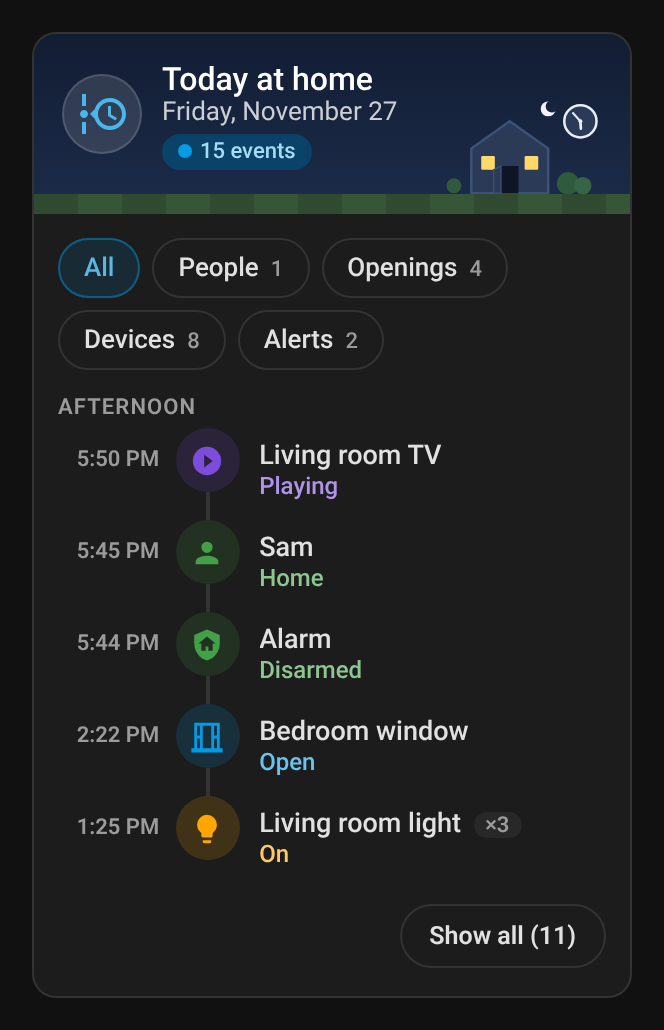 Today at home
Friday, November 27
15 events
All
People 1
Openings 4
Devices 8
Alerts 2
AFTERNOON
5:50 PM Living room TV
Playing
5:45 PM Sam
Home
5:44 PM Alarm
Disarmed
2:22 PM Bedroom window
Open
1:25 PM Living room light ×3
On
Show all (11)